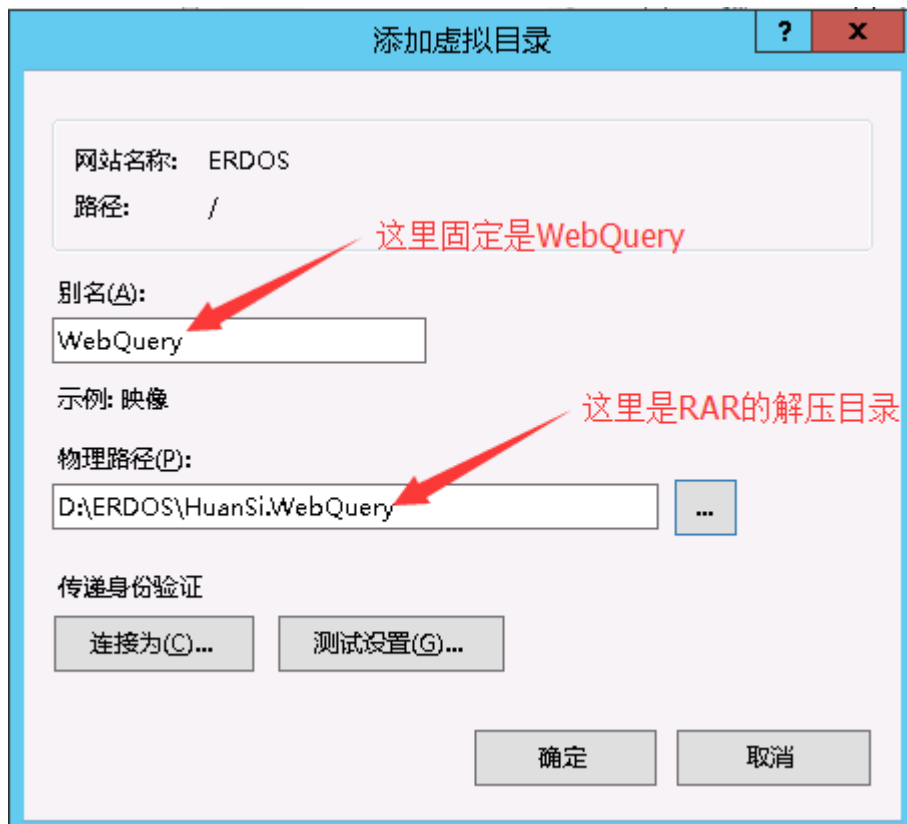 添加虚拟目录
?
x
网站名称: ERDOS
路径: /
这里固定是WebQuery
别名(A):
WebQuery
示例: 映像
这里是RAR的解压目录
物理路径(P):
D:\ERDOS\HuanSi.WebQuery
...
传递身份验证
连接为(C)...
测试设置(G)...
确定
取消